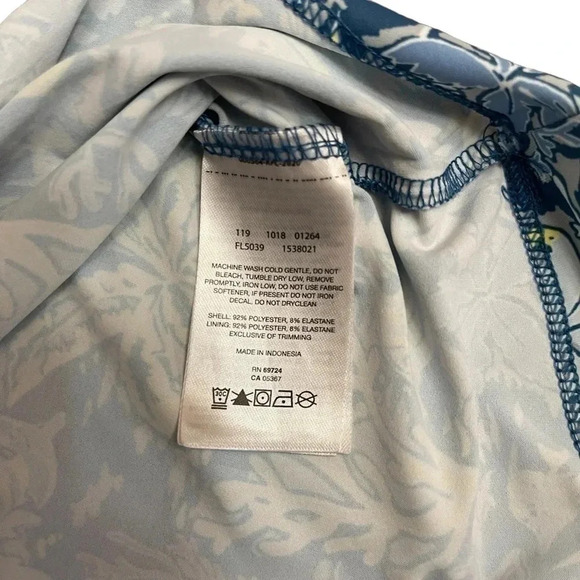 119 1018 01264
FL5039 1538021
MACHINE WASH COLD GENTLE, DO NOT
BLEACH, TUMBLE DRY LOW, REMOVE
PROMPTLY, IRON LOW, DO NOT USE FABRIC
SOFTENER, IF PRESENT DO NOT IRON
DECAL. DO NOT DRYCLEAN
SHELL: 92% POLYESTER, 8% ELASTANE
LINING: 92% POLYESTER, 8% ELASTANE
EXCLUSIVE OF TRIMMING
MADE IN INDONESIA
RN 69724
CA 05367
30C